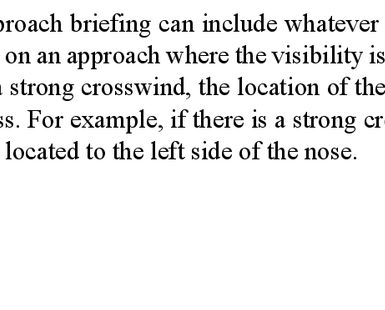 proach briefing can include whatever
on an approach where the visibility is
a strong crosswind, the location of the
ss. For example, if there is a strong cr
located to the left side of the nose.